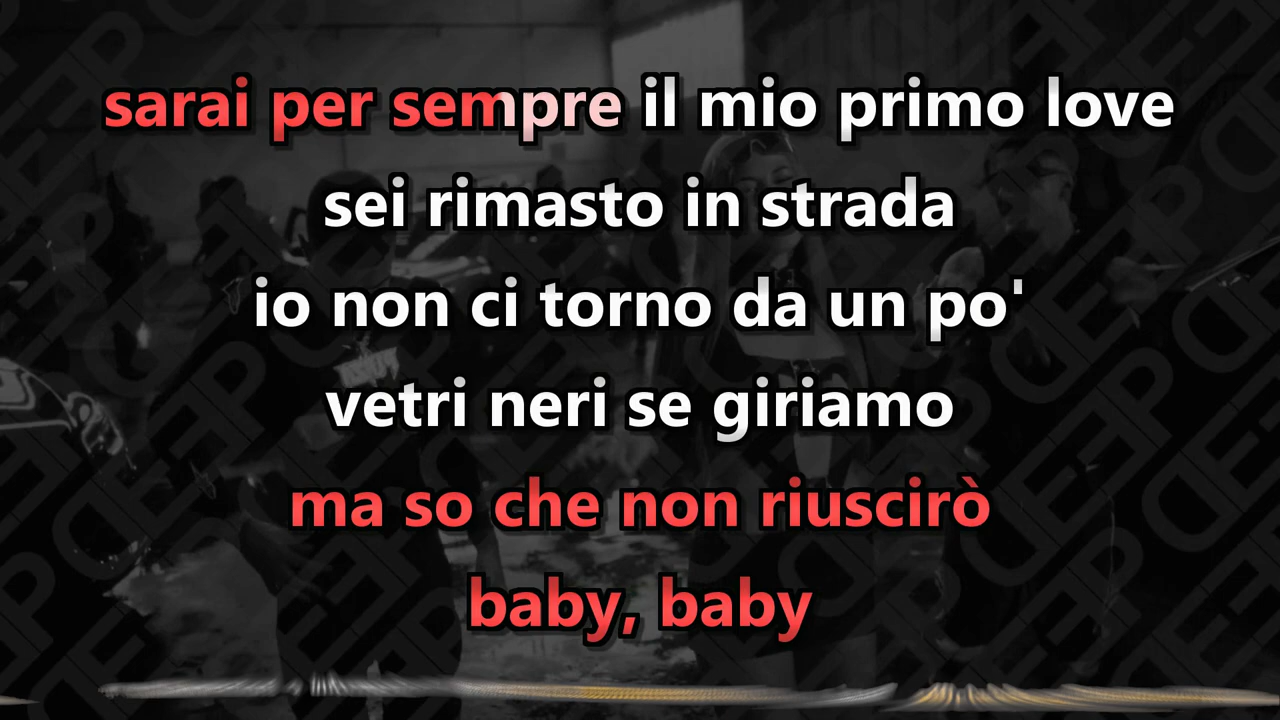 sarai per sempre il mio primo love
sei rimasto in strada
io non ci torno da un po'
vetri neri se giriamo
ma so che non riuscirò
baby, baby